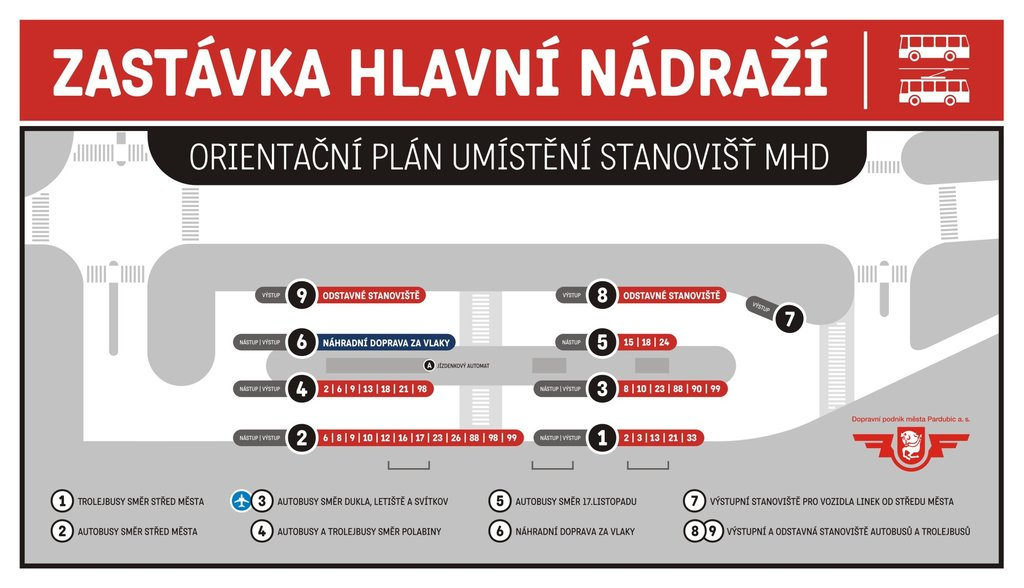 ZASTÁVKA HLAVNÍ NÁDRAŽÍ
ORIENTAČNÍ PLÁN UMÍSTĚNÍ STANOVIŠŤ MHD
VÝSTUP 9 ODSTAVNÉ STANOVIŠTĚ
VÝSTUP 8 ODSTAVNÉ STANOVIŠTĚ
VÝSTUP 7
NÁSTUP | VÝSTUP 6 NÁHRADNÍ DOPRAVA ZA VLAKY
NÁSTUP 5 15 | 18 | 24
A JÍZDENKOVÝ AUTOMAT
NÁSTUP | VÝSTUP 4 2 | 6 | 9 | 13 | 18 | 21 | 98
NÁSTUP | VÝSTUP 3 8 | 10 | 23 | 88 | 90 | 99
NÁSTUP | VÝSTUP 2 6 | 8 | 9 | 10 | 12 | 16 | 17 | 23 | 26 | 88 | 98 | 99
NÁSTUP | VÝSTUP 1 2 | 3 | 13 | 21 | 33
Dopravní podnik města Pardubic a. s.
1 TROLEJBUSY SMĚR STŘED MĚSTA
2 AUTOBUSY SMĚR STŘED MĚSTA
3 AUTOBUSY SMĚR DUKLA, LETIŠTĚ A SVÍTKOV
4 AUTOBUSY A TROLEJBUSY SMĚR POLABINY
5 AUTOBUSY SMĚR 17.LISTOPADU
6 NÁHRADNÍ DOPRAVA ZA VLAKY
7 VÝSTUPNÍ STANOVIŠTĚ PRO VOZIDLA LINEK OD STŘEDU MĚSTA
8 9 VÝSTUPNÍ A ODSTAVNÁ STANOVIŠTĚ AUTOBUSŮ A TROLEJBUSŮ